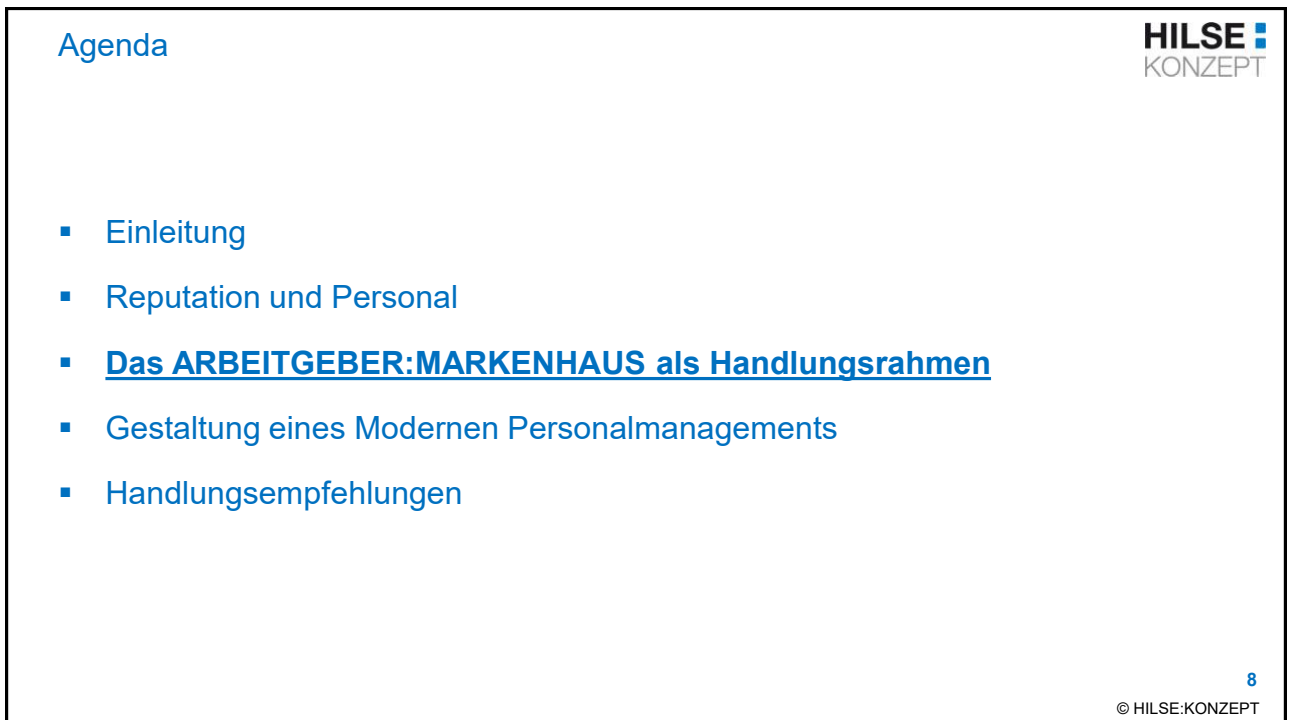 Agenda
HILSE:
KONZEPT
▪ Einleitung
▪ Reputation und Personal
▪ Das ARBEITGEBER:MARKENHAUS als Handlungsrahmen
▪ Gestaltung eines Modernen Personalmanagements
▪ Handlungsempfehlungen
8
© HILSE:KONZEPT